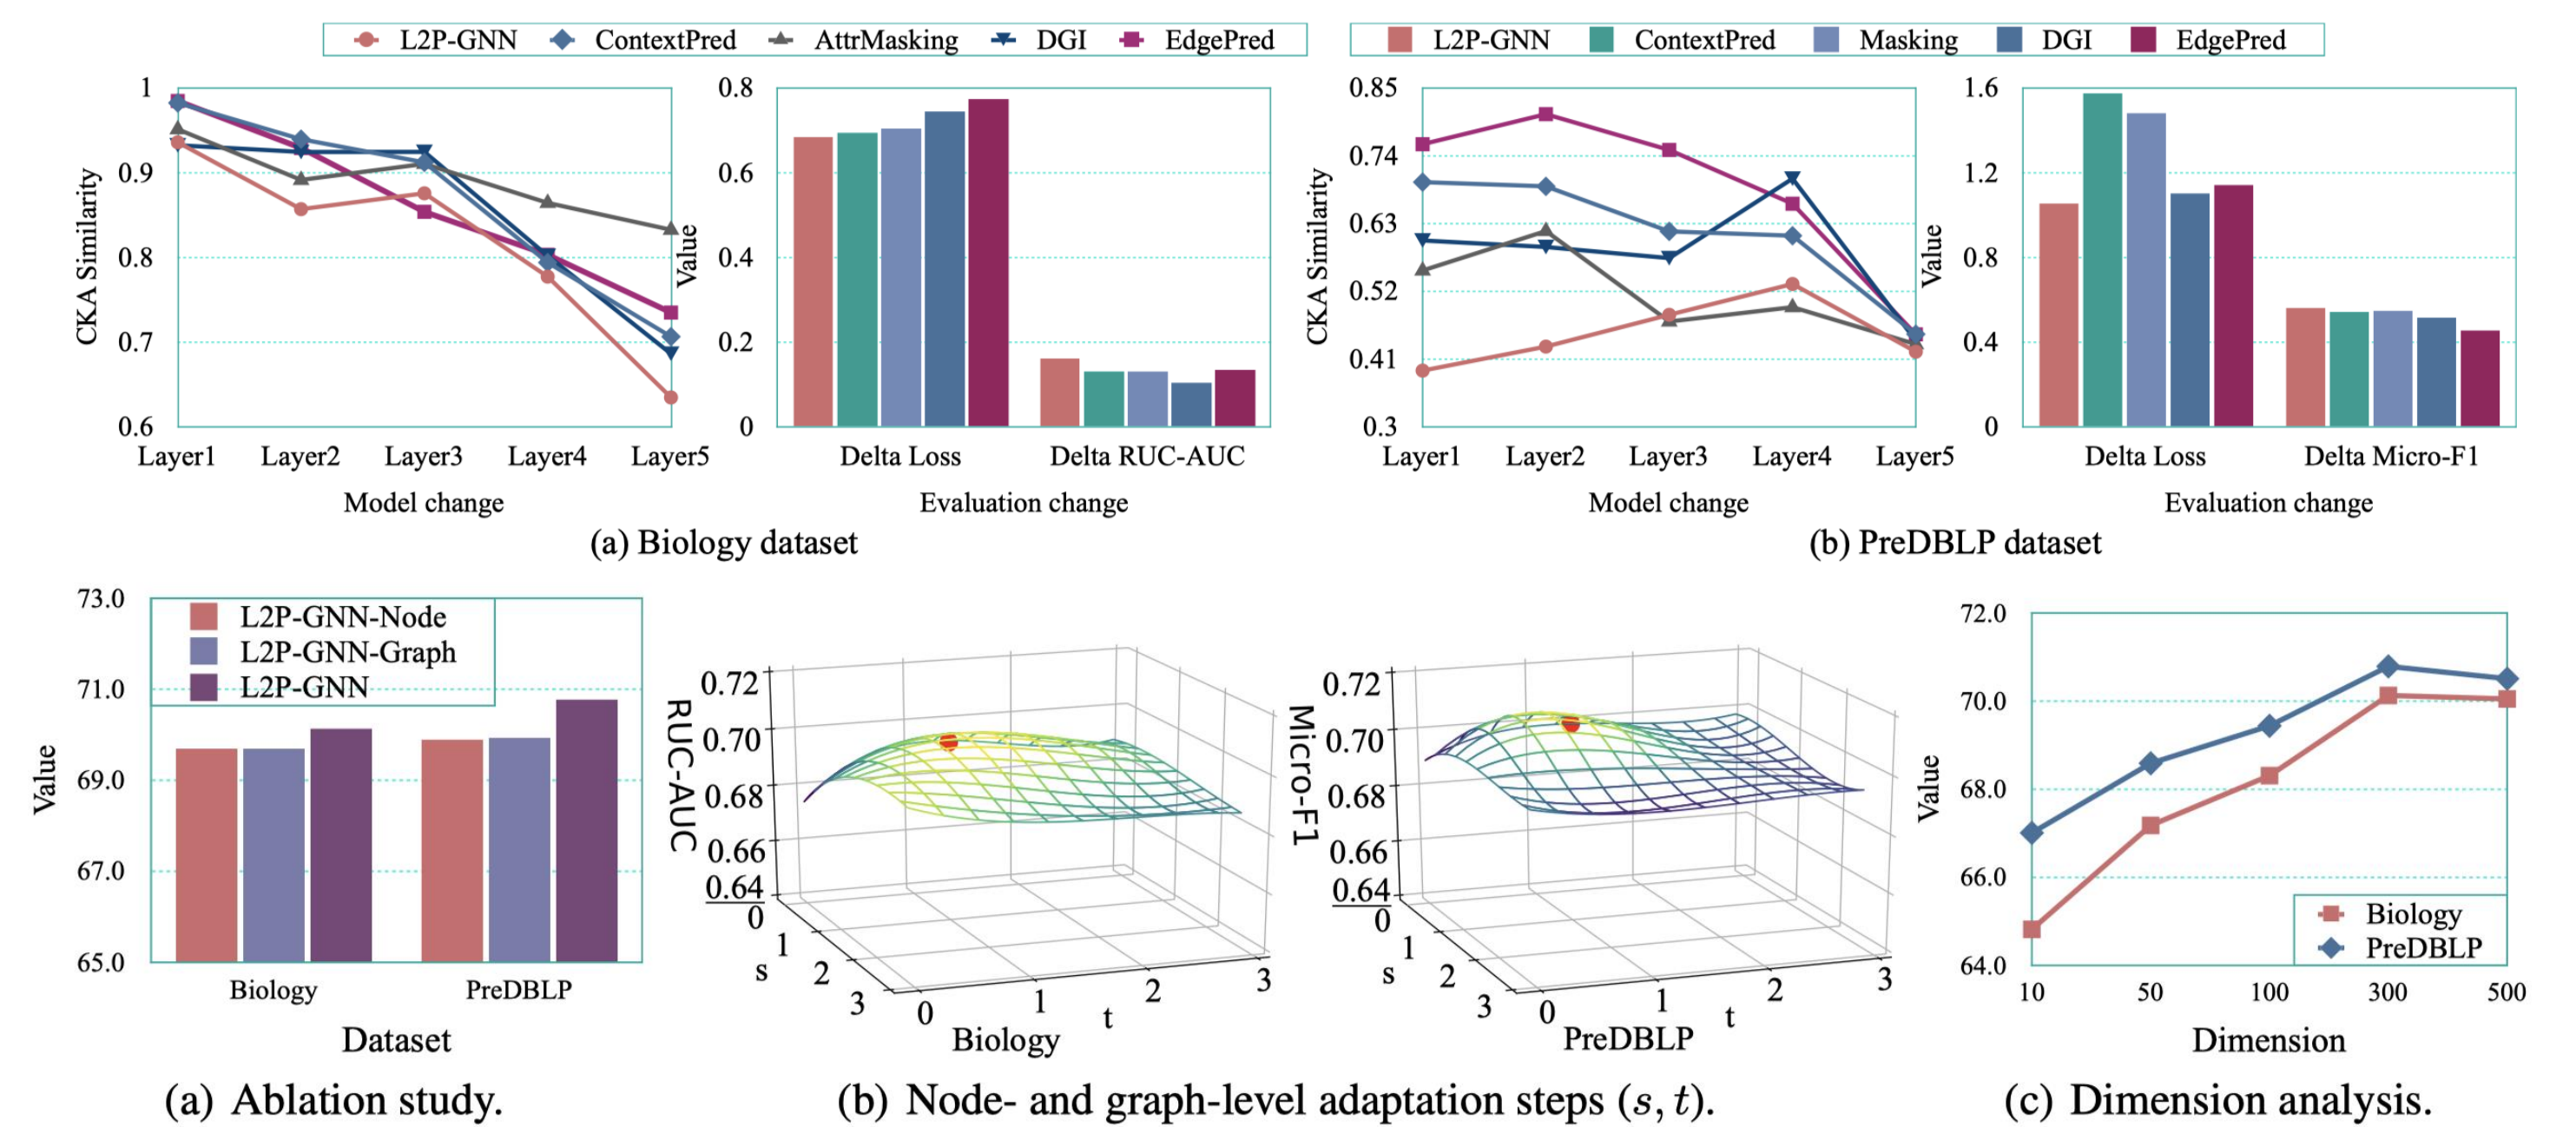 L2P-GNN ContextPred AttrMasking DGI EdgePred
L2P-GNN ContextPred Masking DGI EdgePred
CKA Similarity
1
0.9
0.8
0.7
0.6
Layer1 Layer2 Layer3 Layer4 Layer5
Model change
Value
0.8
0.6
0.4
0.2
0
Delta Loss Delta RUC-AUC
Evaluation change
(a) Biology dataset
CKA Similarity
0.85
0.74
0.63
0.52
0.41
0.3
Layer1 Layer2 Layer3 Layer4 Layer5
Model change
Value
1.6
1.2
0.8
0.4
0
Delta Loss Delta Micro-F1
Evaluation change
(b) PreDBLP dataset
Value
73.0
71.0
69.0
67.0
65.0
L2P-GNN-Node
L2P-GNN-Graph
L2P-GNN
Biology PreDBLP
Dataset
(a) Ablation study.
RUC-AUC
0.72
0.70
0.68
0.66
0.64
0
1
2
3
s
0 1 2 3
t
Biology
Micro-F1
0.72
0.70
0.68
0.66
0.64
0
1
2
3
s
0 1 2 3
t
PreDBLP
(b) Node- and graph-level adaptation steps (s, t).
Value
72.0
70.0
68.0
66.0
64.0
Biology
PreDBLP
10 50 100 300 500
Dimension
(c) Dimension analysis.